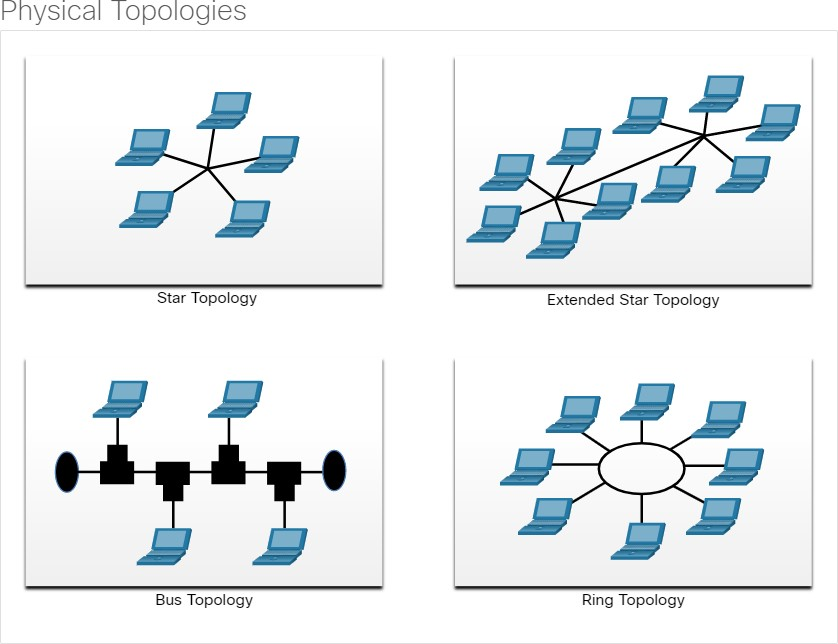 Physical Topologies
Star Topology
Extended Star Topology
Bus Topology
Ring Topology